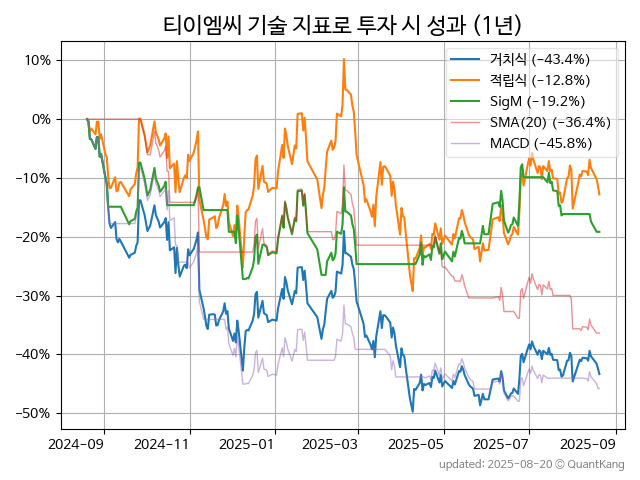 티이엠씨 기술 지표로 투자 시 성과 (1년)
거치식 (−43.4%)
적립식 (−12.8%)
SigM (−19.2%)
SMA(20) (−36.4%)
MACD (−45.8%)
10%
0%
−10%
−20%
−30%
−40%
−50%
2024-09
2024-11
2025-01
2025-03
2025-05
2025-07
2025-09
updated: 2025-08-20 © QuantKang